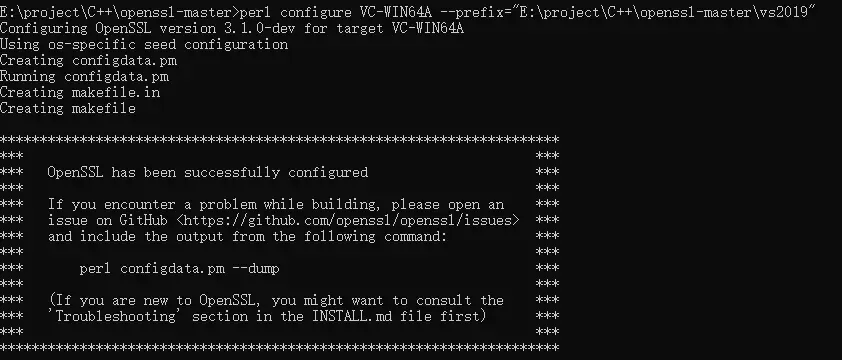 E:\project\C++\openssl-master>perl configure VC-WIN64A --prefix="E:\project\C++\openssl-master\vs2019"
Configuring OpenSSL version 3.1.0-dev for target VC-WIN64A
Using os-specific seed configuration
Creating configdata.pm
Running configdata.pm
Creating makefile.in
Creating makefile
**********************************************************************
***                                                                ***
***   OpenSSL has been successfully configured                     ***
***                                                                ***
***   If you encounter a problem while building, please open an    ***
***   issue on GitHub <https://github.com/openssl/openssl/issues>  ***
***   and include the output from the following command:           ***
***                                                                ***
***       perl configdata.pm --dump                                ***
***                                                                ***
***   (If you are new to OpenSSL, you might want to consult the    ***
***   'Troubleshooting' section in the INSTALL.md file first)      ***
***                                                                ***
**********************************************************************